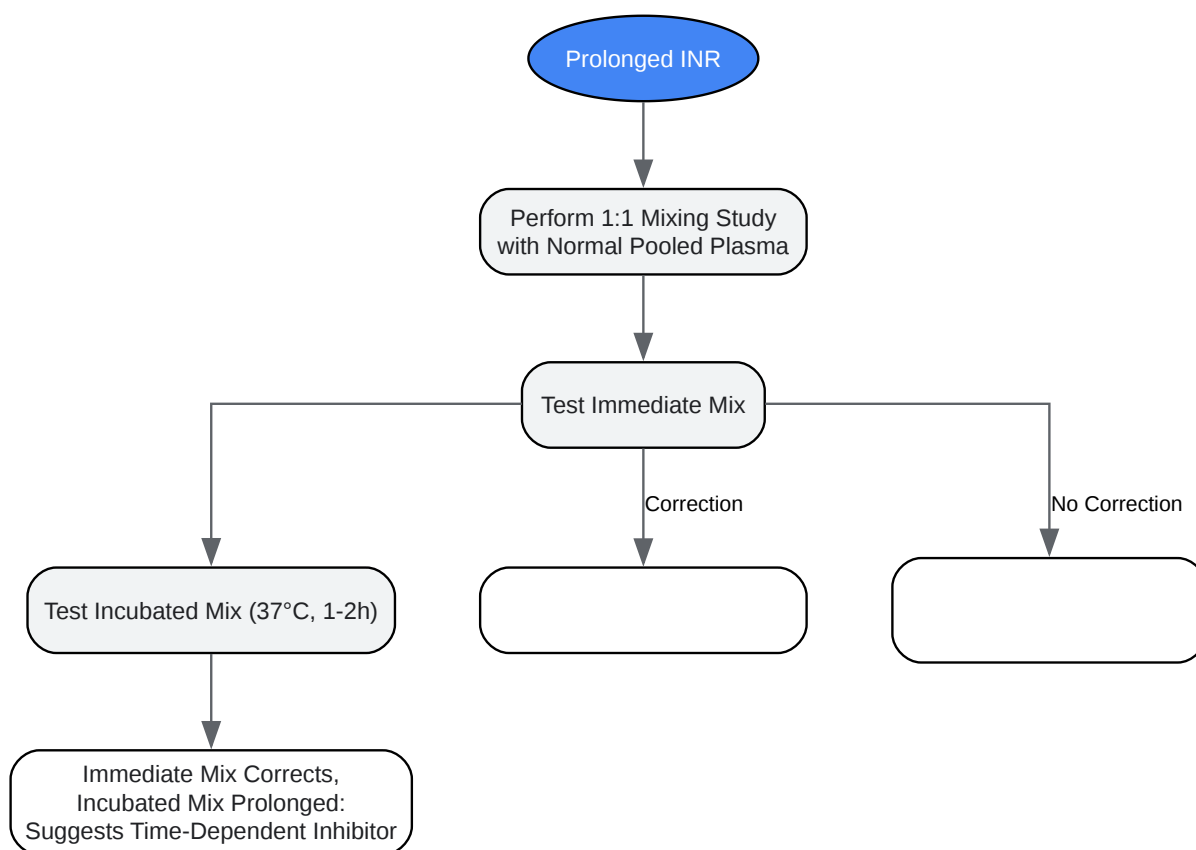 Prolonged INR
Perform 1:1 Mixing Study
with Normal Pooled Plasma
Test Immediate Mix
Correction
No Correction
Test Incubated Mix (37°C, 1-2h)
Immediate Mix Corrects,
Incubated Mix Prolonged:
Suggests Time-Dependent Inhibitor